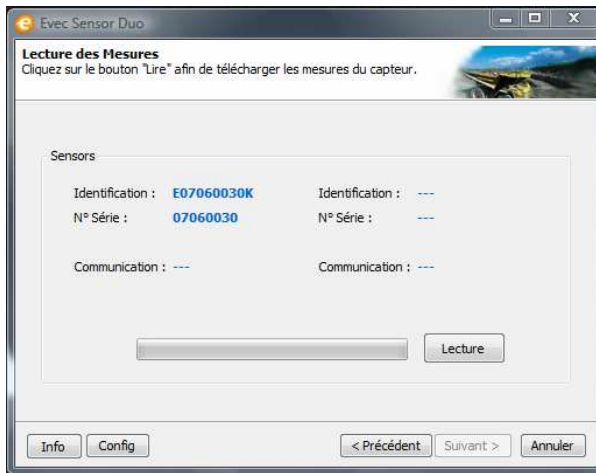 Evec Sensor Duo
Lecture des Mesures
Cliquez sur le bouton "Lire" afin de télécharger les mesures du capteur.
Sensors
Identification : E07060030K Identification : ---
N° Série : 07060030 N° Série : ---
Communication : --- Communication : ---
Lecture
Info Config < Précédent Suivant > Annuler